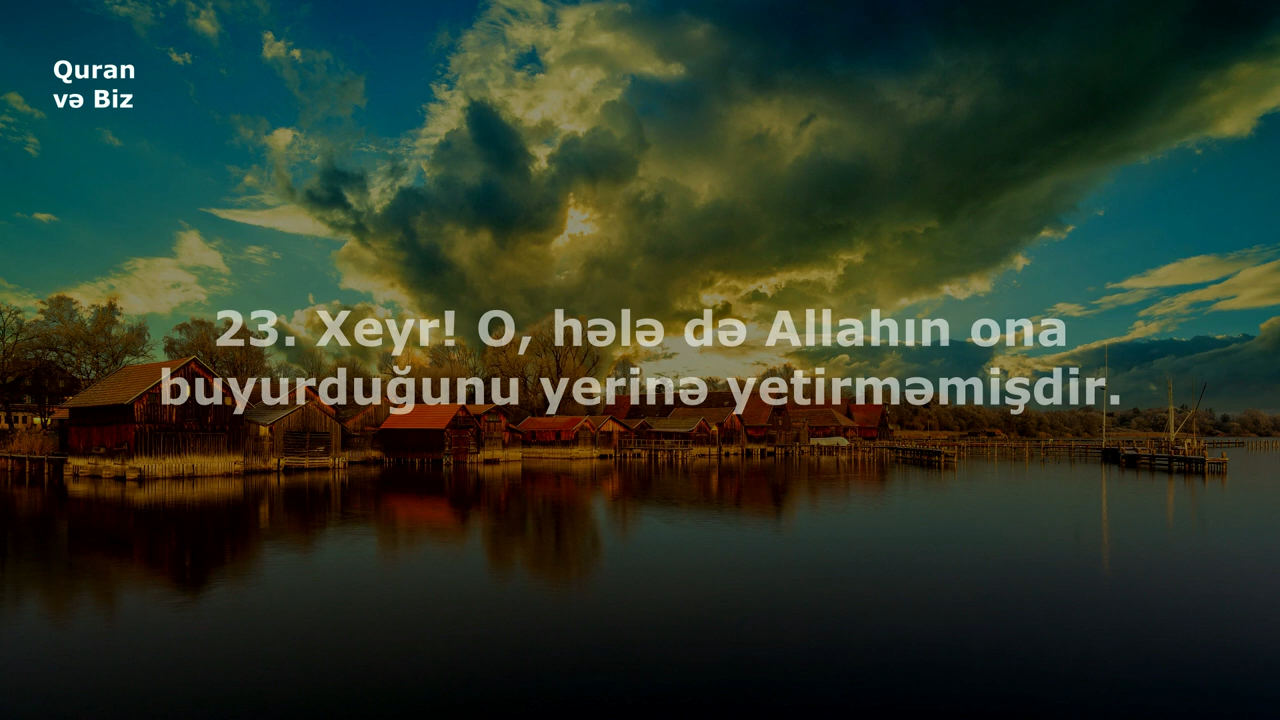 Quran
və Biz
23. Xeyr! O, hələ də Allahın ona
buyurduğunu yerinə yetirməmişdir.